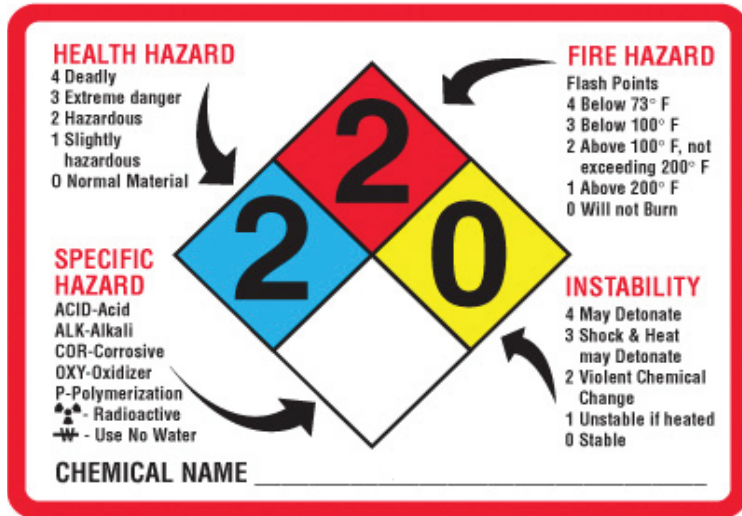 HEALTH HAZARD
4 Deadly
3 Extreme danger
2 Hazardous
1 Slightly
hazardous
0 Normal Material
FIRE HAZARD
Flash Points
4 Below 73° F
3 Below 100° F
2 Above 100° F, not
exceeding 200° F
1 Above 200° F
0 Will not Burn
2
2
0
SPECIFIC
HAZARD
ACID-Acid
ALK-Alkali
COR-Corrosive
OXY-Oxidizer
P-Polymerization
- Radioactive
W - Use No Water
INSTABILITY
4 May Detonate
3 Shock & Heat
may Detonate
2 Violent Chemical
Change
1 Unstable if heated
0 Stable
CHEMICAL NAME